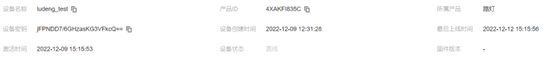 设备名称 ludeng_test 产品ID 4XAKFI835C 所属产品 路灯
设备密钥 jFPNDD7/6GHzasKG3VFkoQ== 设备创建时间 2022-12-09 12:31:28 最后上线时间 2022-12-12 15:15:56
激活时间 2022-12-09 15:15:53 设备状态 离线 固件版本 -